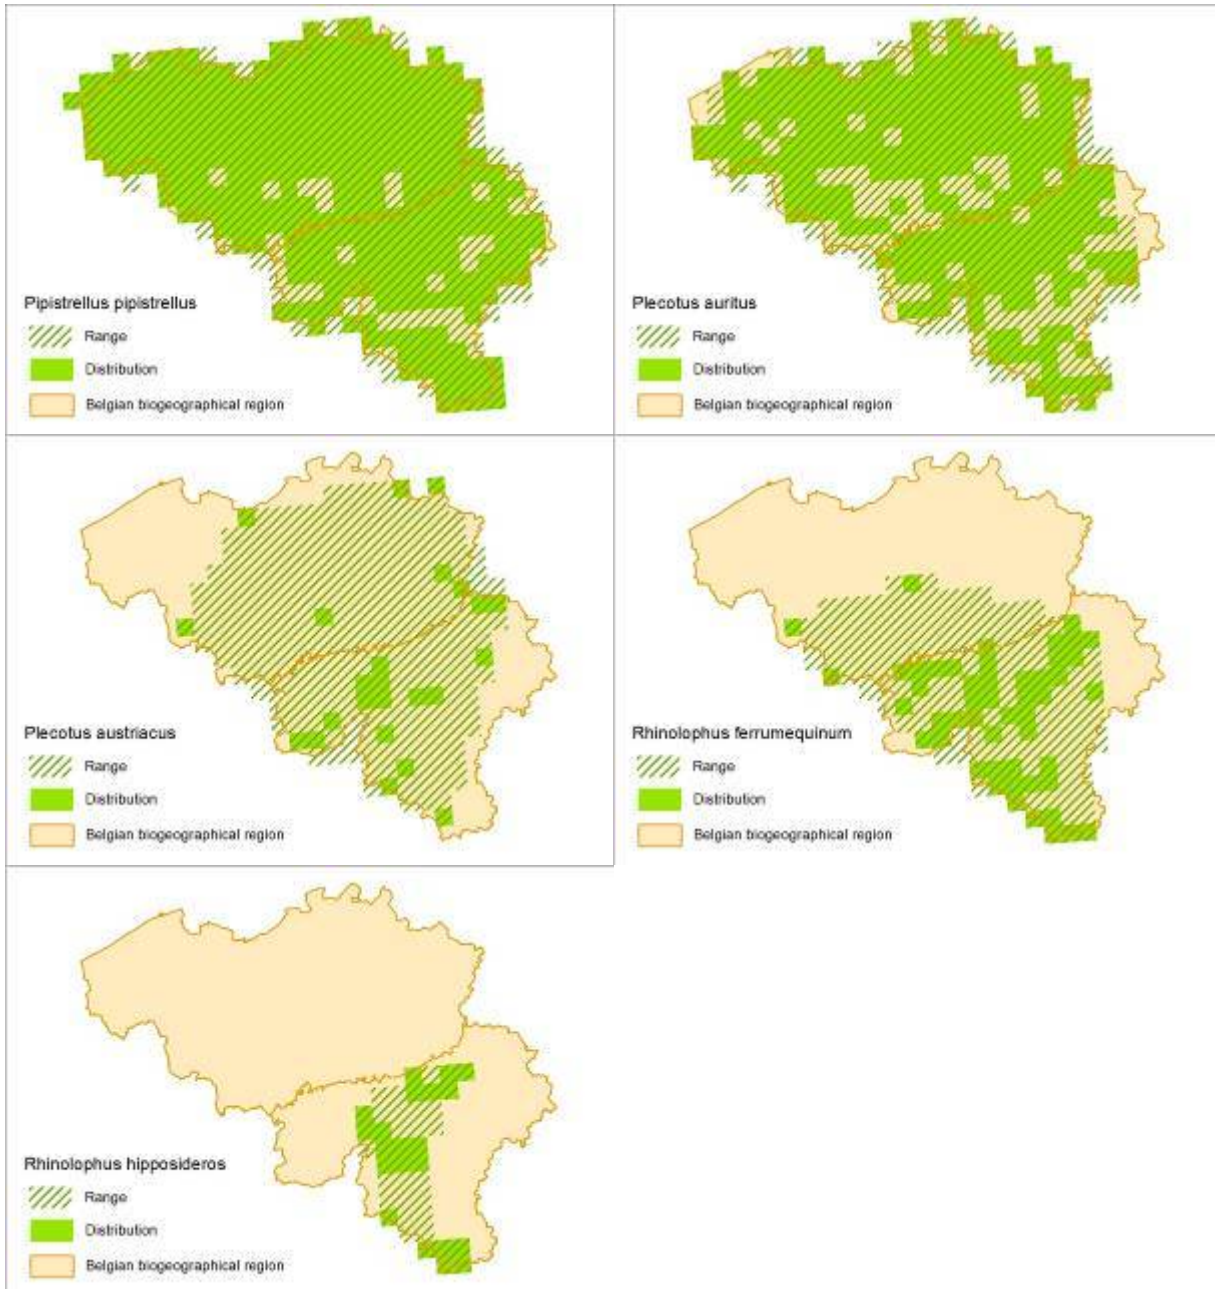 Pipistrellus pipistrellus
Range
Distribution
Belgian biogeographical region
Plecotus auritus
Range
Distribution
Belgian biogeographical region
Plecotus austriacus
Range
Distribution
Belgian biogeographical region
Rhinolophus ferrumequinum
Range
Distribution
Belgian biogeographical region
Rhinolophus hipposideros
Range
Distribution
Belgian biogeographical region